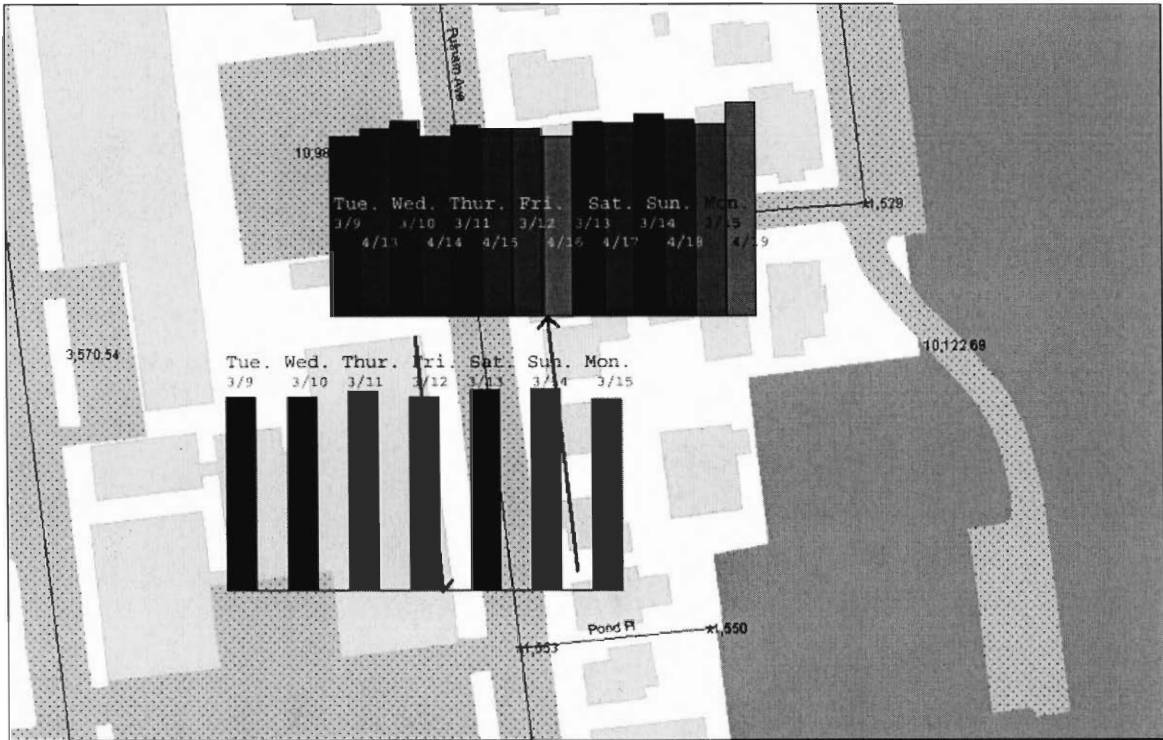 Putnam Ave
10,98
Tue. Wed. Thur. Fri. Sat. Sun. Mon.
3/9 3/10 3/11 3/12 3/13 3/14 3/15
4/13 4/14 4/15 4/16 4/17 4/18 4/19
1,529
10,122.69
3,570.54
Tue. Wed. Thur. Fri. Sat. Sun. Mon.
3/9 3/10 3/11 3/12 3/13 3/14 3/15
Pond Pl
1,550
1,553